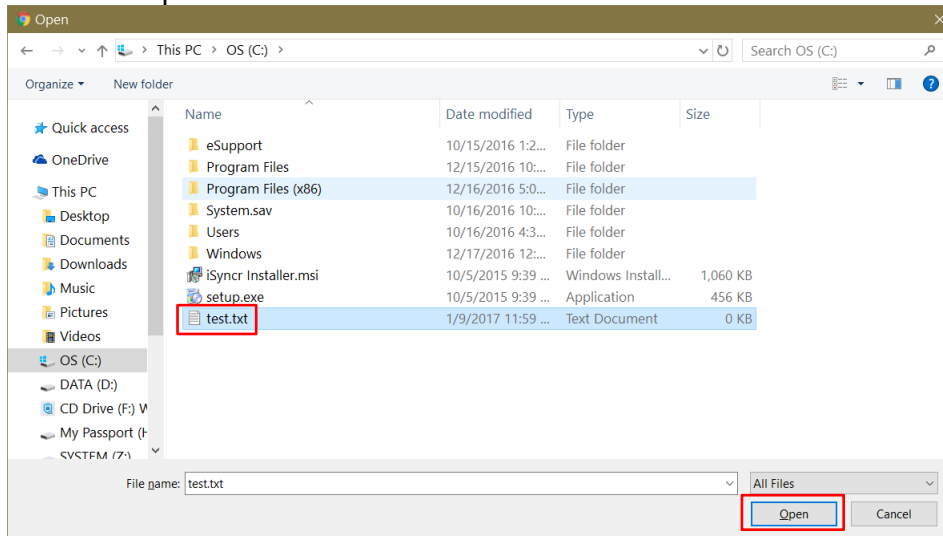 Open
This PC > OS (C:) >
Search OS (C:)
Organize
New folder
Name
Date modified
Type
Size
Quick access
OneDrive
This PC
Desktop
Documents
Downloads
Music
Pictures
Videos
OS (C:)
DATA (D:)
CD Drive (F:) W
My Passport (H
SYSTEM (Z:)
eSupport 10/15/2016 1:2... File folder
Program Files 12/15/2016 10:... File folder
Program Files (x86) 12/16/2016 5:0... File folder
System.sav 10/16/2016 10:... File folder
Users 10/16/2016 4:3... File folder
Windows 12/17/2016 12:... File folder
iSyncr Installer.msi 10/5/2015 9:39 ... Windows Install... 1,060 KB
setup.exe 10/5/2015 9:39 ... Application 456 KB
test.txt 1/9/2017 11:59 ... Text Document 0 KB
File name: test.txt
All Files
Open
Cancel